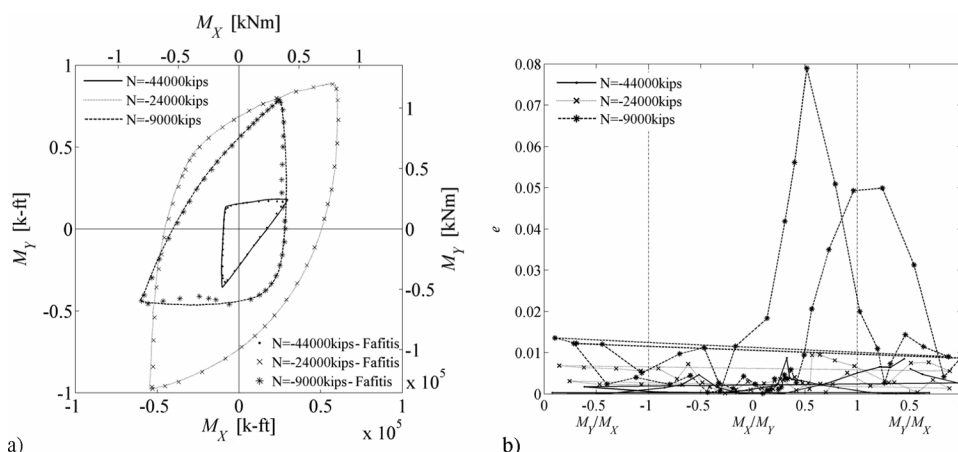 M_X [kNm]
-1 -0.5 0 0.5 1
1
0.5
0
-0.5
-1
M_Y [k-ft]
N=-44000kips
N=-24000kips
N=-9000kips
1
0.5
0
-0.5
-1
x 10^5
M_Y [kNm]
N=-44000kips- Fafitis
N=-24000kips- Fafitis
N=-9000kips- Fafitis
-1 -0.5 0 0.5 1
M_X [k-ft]
x 10^5
a)
0.08
0.07
0.06
0.05
0.04
0.03
0.02
0.01
0
e
N=-44000kips
N=-24000kips
N=-9000kips
0 -0.5 -1 -0.5 0 0.5 1 0.5 0
M_Y/M_X M_X/M_Y M_Y/M_X
b)